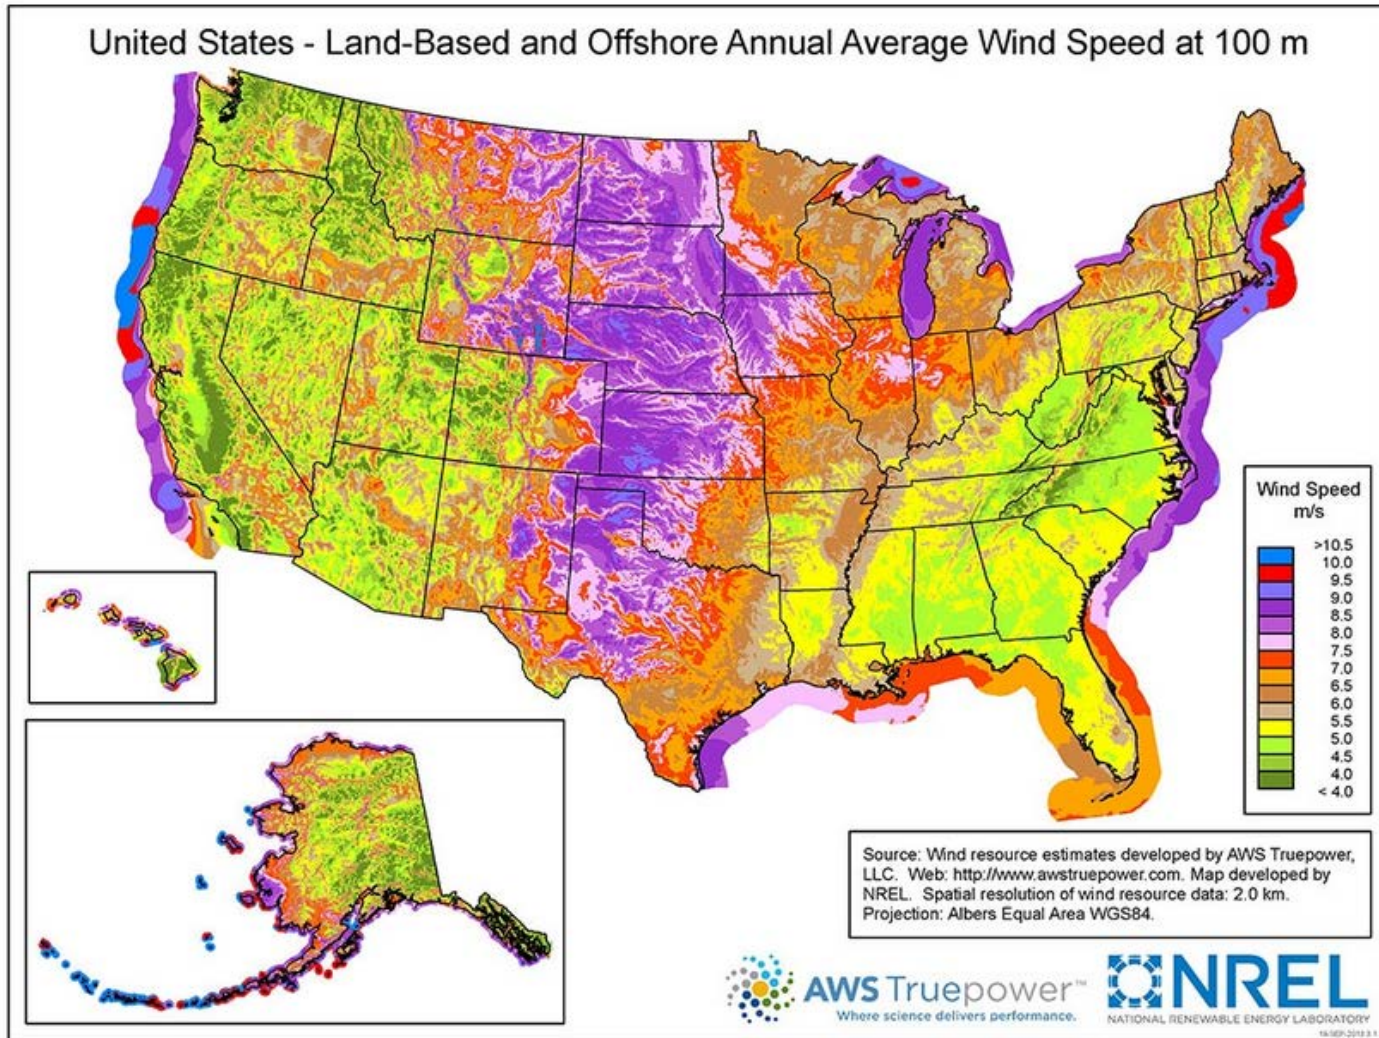 United States - Land-Based and Offshore Annual Average Wind Speed at 100 m
Wind Speed
m/s
>10.5
10.0
9.5
9.0
8.5
8.0
7.5
7.0
6.5
6.0
5.5
5.0
4.5
4.0
< 4.0
Source: Wind resource estimates developed by AWS Truepower,
LLC. Web: http://www.awstruepower.com. Map developed by
NREL. Spatial resolution of wind resource data: 2.0 km.
Projection: Albers Equal Area WGS84.
AWS Truepower™
Where science delivers performance.
NREL
NATIONAL RENEWABLE ENERGY LABORATORY